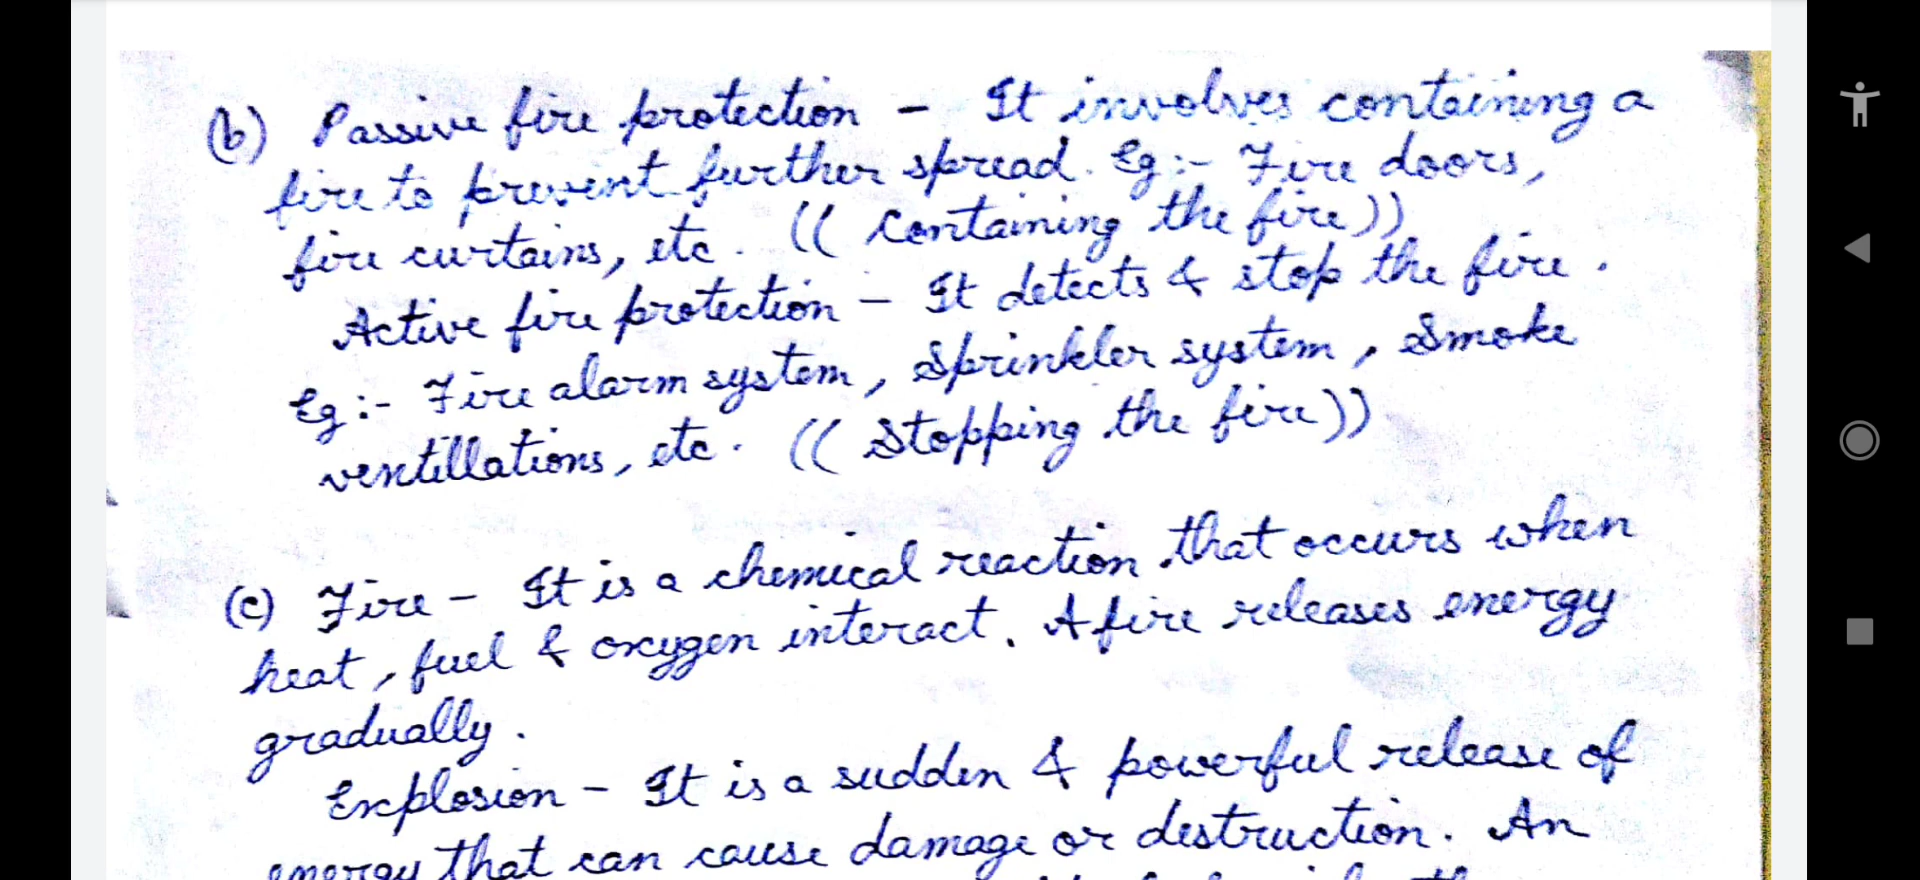 (b) Passive fire protection - It involves containing a
fire to prevent further spread. Eg :- Fire doors,
fire curtains, etc. (( Containing the fire))
Active fire protection - It detects & stop the fire.
Eg :- Fire alarm system, Sprinkler system, Smoke
ventillations, etc. (( Stopping the fire))
(c) Fire - It is a chemical reaction that occurs when
heat, fuel & oxygen interact. A fire releases energy
gradually.
Explosion - It is a sudden & powerful release of
energy that can cause damage or destruction. An